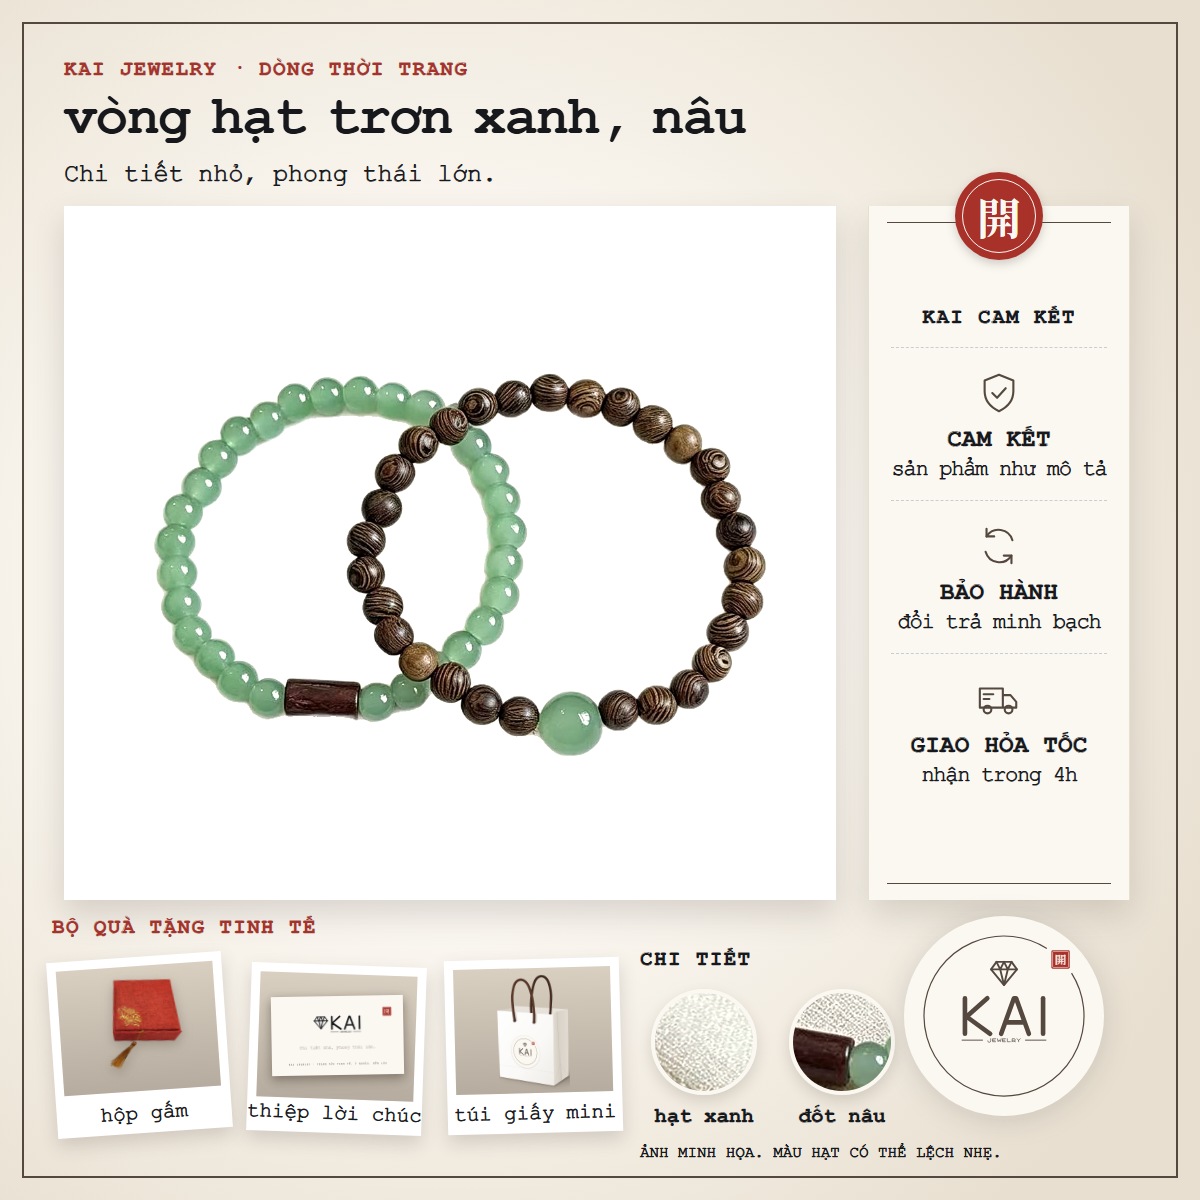 KAI JEWELRY · DÒNG THỜI TRANG
vòng hạt trơn xanh, nâu
Chi tiết nhỏ, phong thái lớn.
開
KAI CAM KẾT
CAM KẾT
sản phẩm như mô tả
BẢO HÀNH
đổi trả minh bạch
GIAO HỎA TỐC
nhận trong 4h
BỘ QUÀ TẶNG TINH TẾ
hộp gấm
KAI
開
thiệp lời chúc
KAI
túi giấy mini
CHI TIẾT
hạt xanh
đốt nâu
開
KAI
JEWELRY
ẢNH MINH HỌA. MÀU HẠT CÓ THỂ LỆCH NHẸ.